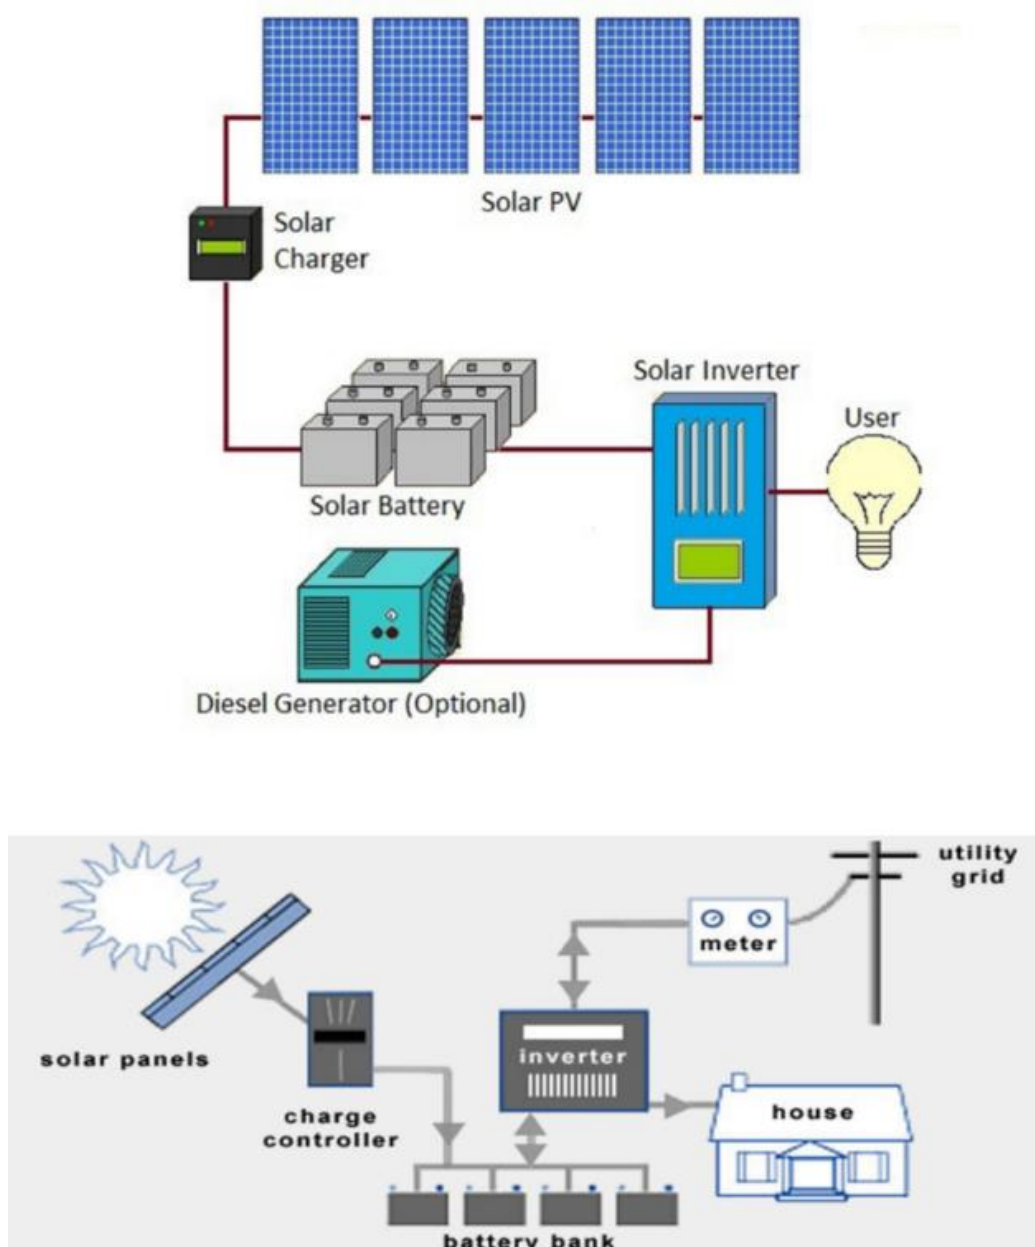 Solar PV
Solar
Charger
Solar Inverter
User
Solar Battery
Diesel Generator (Optional)
utility
grid
meter
solar panels
inverter
house
charge
controller
battery bank